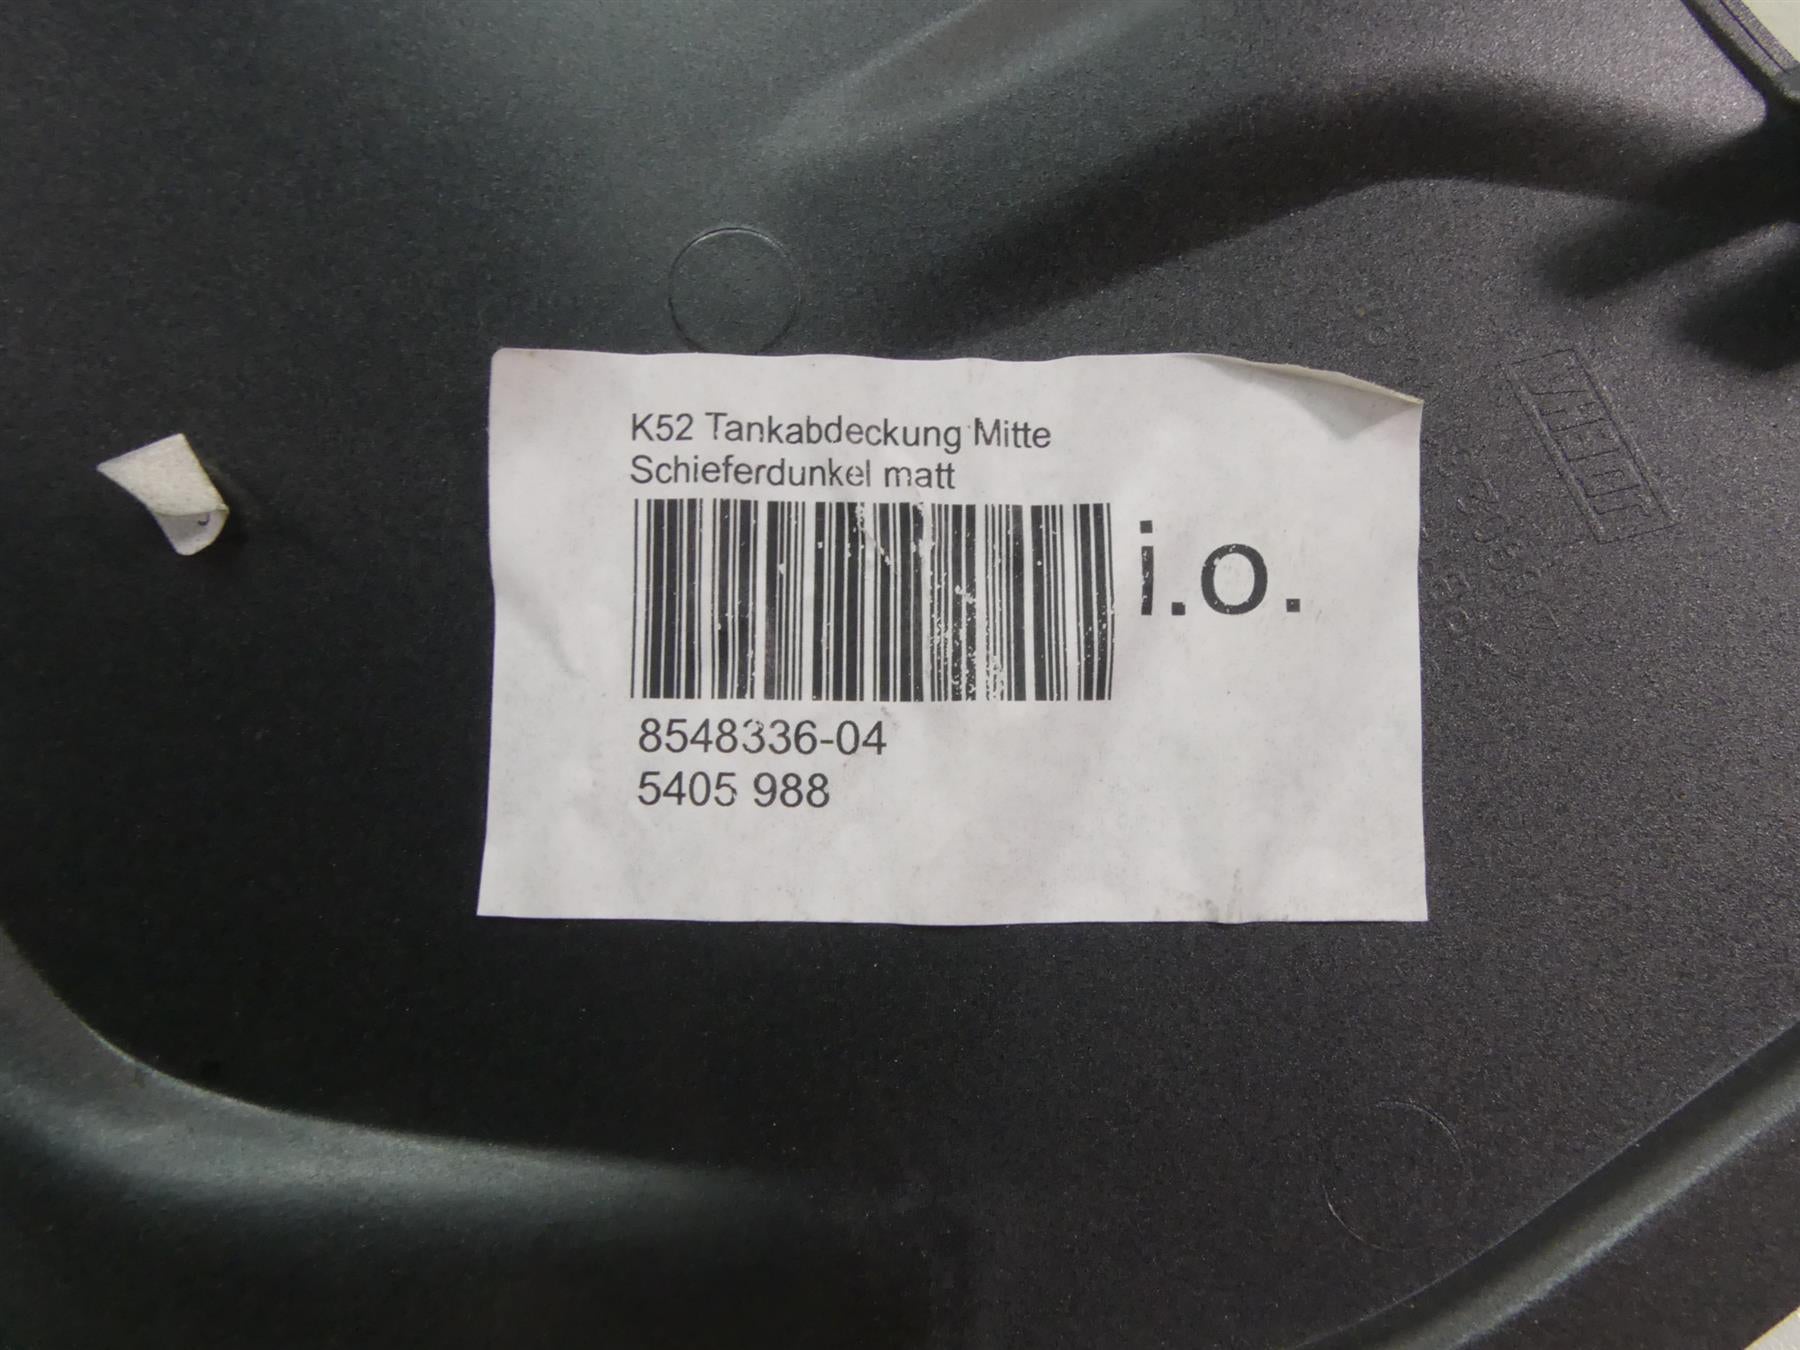 K52 Tankabdeckung Mitte
Schieferdunkel matt
i.o.
8548336-04
5405 988